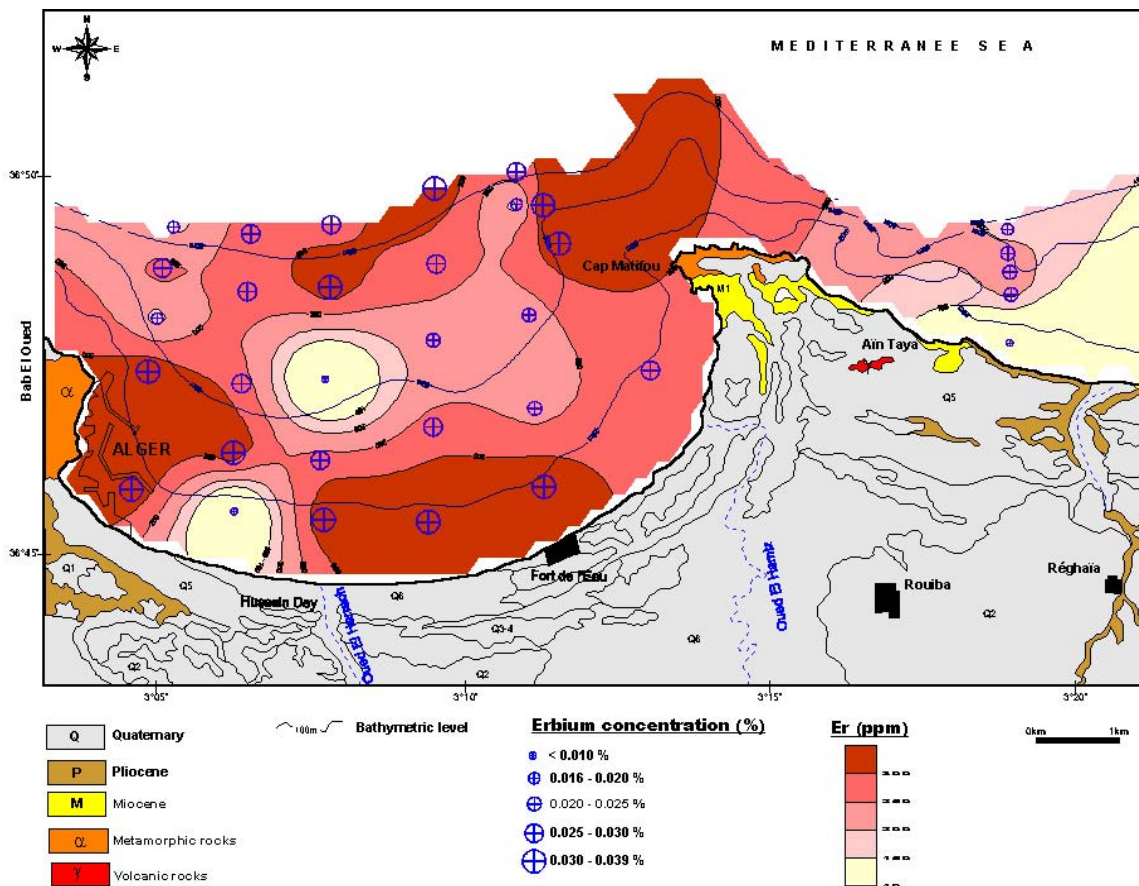 N
W E
S
MEDITERRANEE SEA
36°50'
Bab El Oued
Cap Matifou
M1
Aïn Taya
α
ALGER
Q5
36°45'
Q1
Q5
Hussein Day
Q6
Fort de l'Eau
Oued El Harrach
Q3-4
Q2
Q2
Oued El Hamiz
Q6
Rouiba
Q2
Réghaïa
3°05'
3°10'
3°15'
3°20'
Q Quaternary
P Pliocene
M Miocene
α Metamorphic rocks
γ Volcanic rocks
100m Bathymetric level
Erbium concentration (%)
< 0.010 %
0.016 - 0.020 %
0.020 - 0.025 %
0.025 - 0.030 %
0.030 - 0.039 %
Er (ppm)
0km 1km